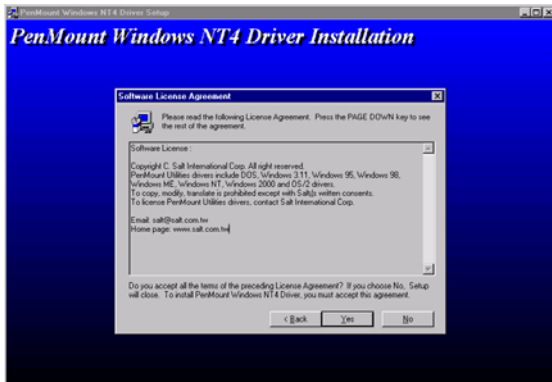 PenMount Windows NT4 Driver Setup
PenMount Windows NT4 Driver Installation
Software License Agreement
Please read the following License Agreement. Press the PAGE DOWN key to see
the rest of the agreement.
Software License :
Copyright C. Salt International Corp. All right reserved.
PenMount Utilities drivers include DOS, Windows 3.11, Windows 95, Windows 98,
Windows ME, Windows NT, Windows 2000 and OS/2 drivers.
To copy, modify, translate is prohibited except with Salt¡s written consents.
To license PenMount Utilities drivers, contact Salt International Corp.
Email: salt@salt.com.tw
Home page: www.salt.com.tw
Do you accept all the terms of the preceding License Agreement? If you choose No, Setup
will close. To install PenMount Windows NT4 Driver, you must accept this agreement.
< Back
Yes
No